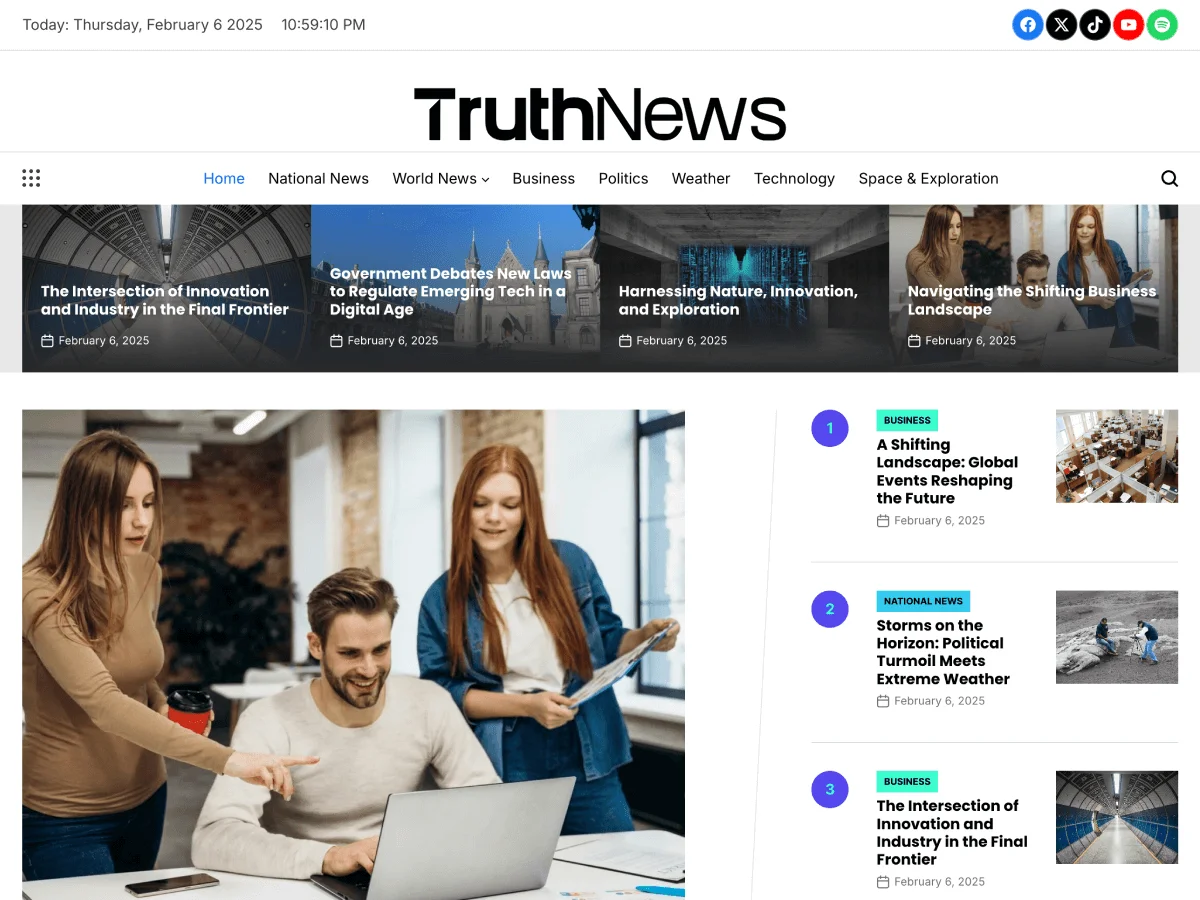 Today: Thursday, February 6 2025 10:59:10 PM
TruthNews
Home National News World News Business Politics Weather Technology Space & Exploration
The Intersection of Innovation
and Industry in the Final Frontier
February 6, 2025
Government Debates New Laws
to Regulate Emerging Tech in a
Digital Age
February 6, 2025
Harnessing Nature, Innovation,
and Exploration
February 6, 2025
Navigating the Shifting Business
Landscape
February 6, 2025
1
BUSINESS
A Shifting
Landscape: Global
Events Reshaping
the Future
February 6, 2025
2
NATIONAL NEWS
Storms on the
Horizon: Political
Turmoil Meets
Extreme Weather
February 6, 2025
3
BUSINESS
The Intersection of
Innovation and
Industry in the Final
Frontier
February 6, 2025